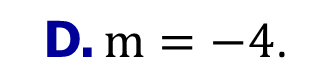 D. m = −4.